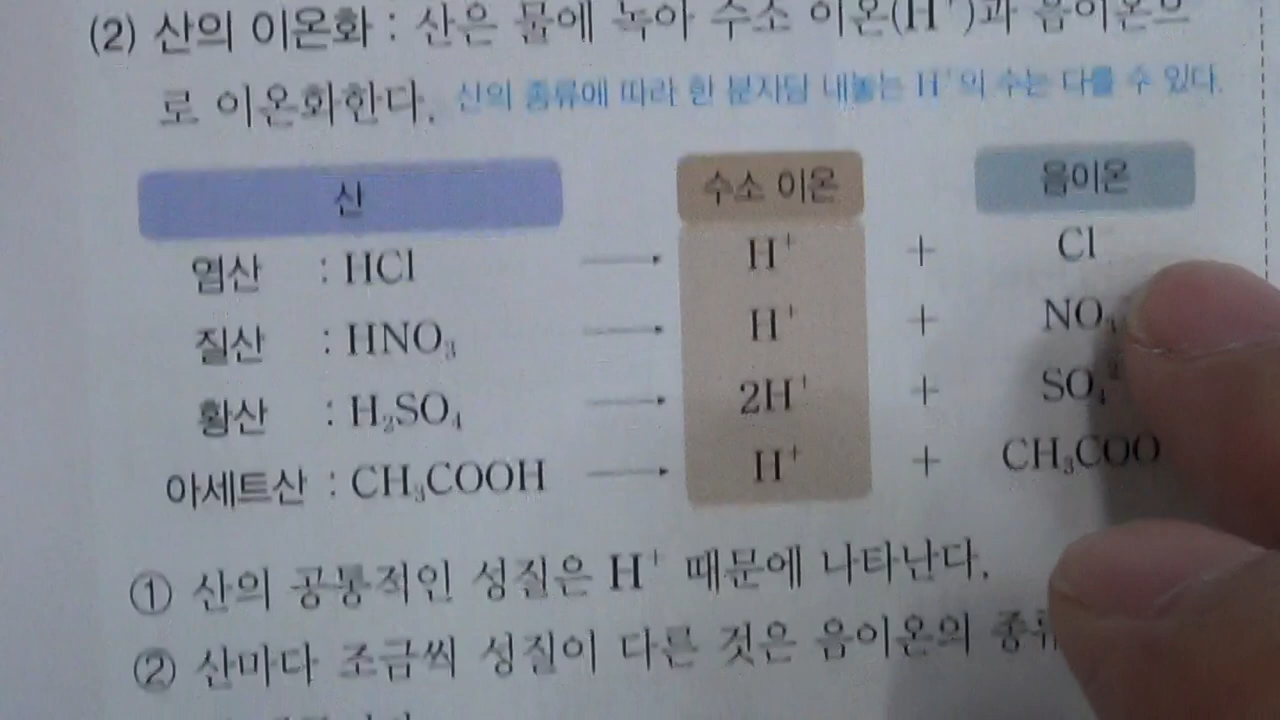 (2) 산의 이온화 : 산은 물에 녹아 수소 이온(H⁺)과 음이온으
로 이온화한다. 산의 종류에 따라 한 분자당 내놓는 H⁺의 수는 다를 수 있다.
산 수소 이온 음이온
염산 : HCl → H⁺ + Cl
질산 : HNO₃ → H⁺ + NO
황산 : H₂SO₄ → 2H⁺ + SO₄²
아세트산 : CH₃COOH → H⁺ + CH₃COO
① 산의 공통적인 성질은 H⁺ 때문에 나타난다.
② 산마다 조금씩 성질이 다른 것은 음이온의